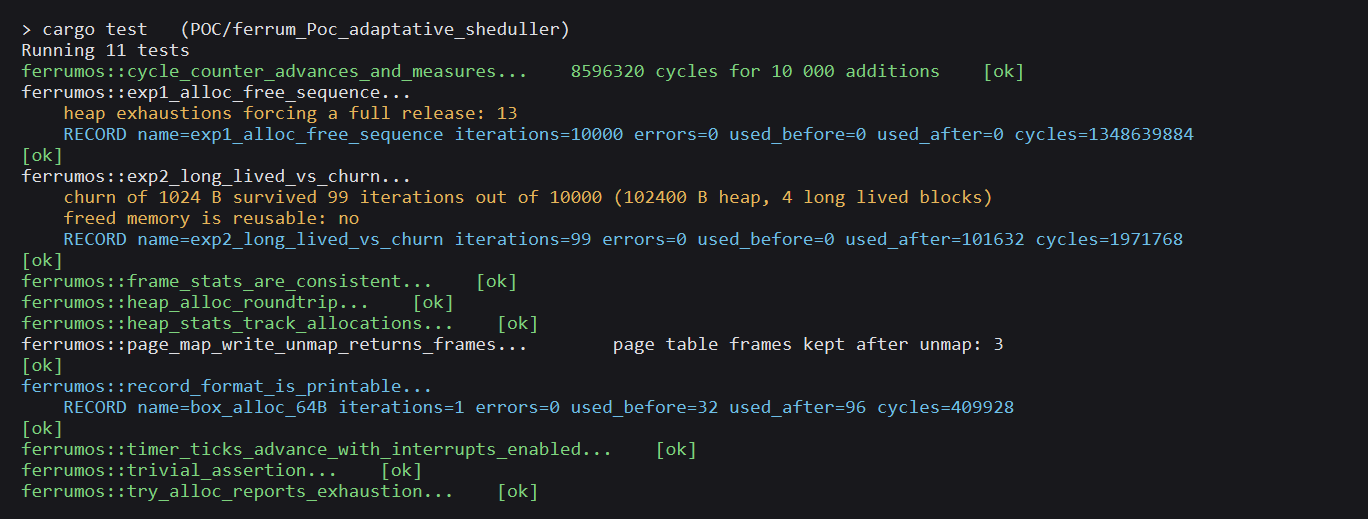 > cargo test   (POC/ferrum_Poc_adaptative_sheduller)
Running 11 tests
ferrumos::cycle_counter_advances_and_measures...    8596320 cycles for 10 000 additions    [ok]
ferrumos::exp1_alloc_free_sequence...
    heap exhaustions forcing a full release: 13
    RECORD name=exp1_alloc_free_sequence iterations=10000 errors=0 used_before=0 used_after=0 cycles=1348639884
[ok]
ferrumos::exp2_long_lived_vs_churn...
    churn of 1024 B survived 99 iterations out of 10000 (102400 B heap, 4 long lived blocks)
    freed memory is reusable: no
    RECORD name=exp2_long_lived_vs_churn iterations=99 errors=0 used_before=0 used_after=101632 cycles=1971768
[ok]
ferrumos::frame_stats_are_consistent...    [ok]
ferrumos::heap_alloc_roundtrip...    [ok]
ferrumos::heap_stats_track_allocations...    [ok]
ferrumos::page_map_write_unmap_returns_frames...        page table frames kept after unmap: 3
[ok]
ferrumos::record_format_is_printable...
    RECORD name=box_alloc_64B iterations=1 errors=0 used_before=32 used_after=96 cycles=409928
[ok]
ferrumos::timer_ticks_advance_with_interrupts_enabled...    [ok]
ferrumos::trivial_assertion...    [ok]
ferrumos::try_alloc_reports_exhaustion...    [ok]